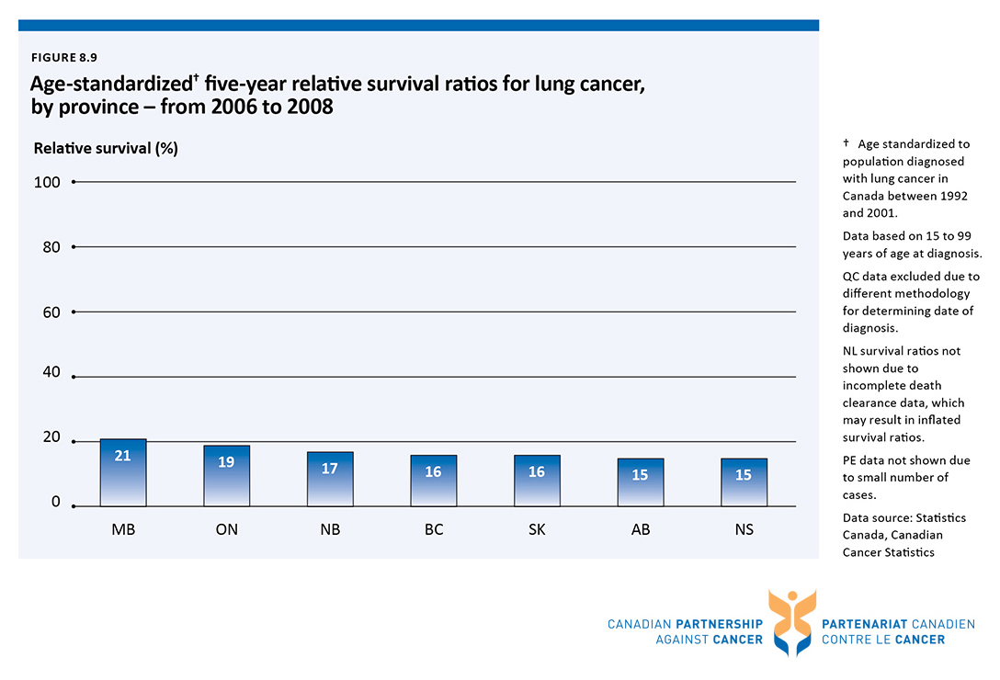 FIGURE 8.9
Age-standardized† five-year relative survival ratios for lung cancer,
by province – from 2006 to 2008
Relative survival (%)
100
80
60
40
20
0
21
19
17
16
16
15
15
MB
ON
NB
BC
SK
AB
NS
† Age standardized to
population diagnosed
with lung cancer in
Canada between 1992
and 2001.
Data based on 15 to 99
years of age at diagnosis.
QC data excluded due to
different methodology
for determining date of
diagnosis.
NL survival ratios not
shown due to
incomplete death
clearance data, which
may result in inflated
survival ratios.
PE data not shown due
to small number of
cases.
Data source: Statistics
Canada, Canadian
Cancer Statistics
CANADIAN PARTNERSHIP
AGAINST CANCER
PARTENARIAT CANADIEN
CONTRE LE CANCER